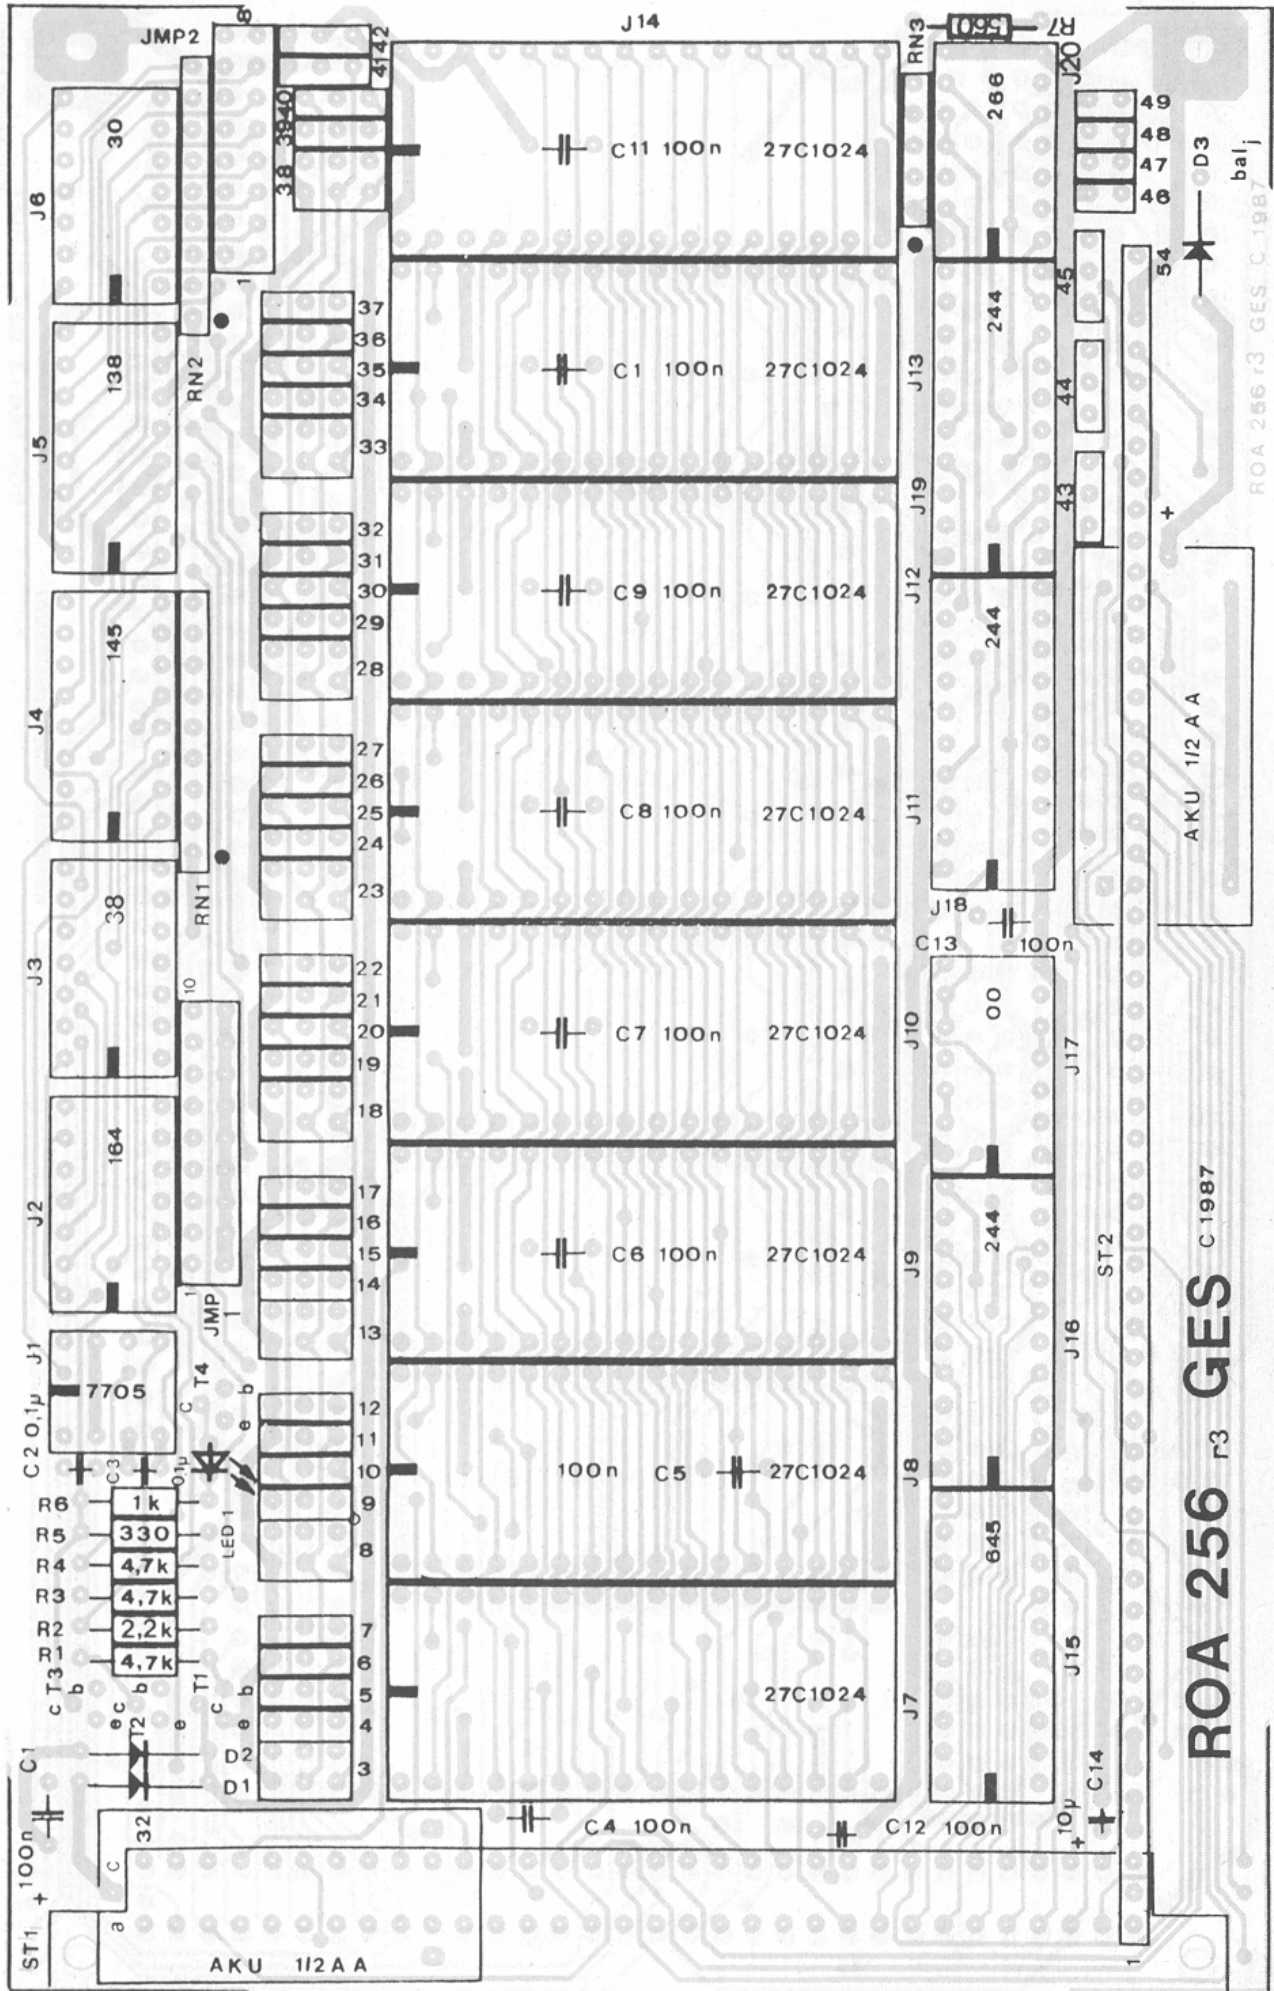 J14
JMP2
8
41 42
39 40
38
RN3
560
R7
J20
J6
30
C11 100n 27C1024
266
49
48
47
46
D3
bal j
1
37
36
35
34
33
J5
138
RN2
C1 100n 27C1024
J13
244
45
44
43
54
+
ROA 256 r3 GES C 1987
32
31
30
29
28
J4
145
C9 100n 27C1024
J19
J12
244
AKU 1/2 AA
27
26
25
24
23
J3
38
RN1
10
C8 100n 27C1024
J11
J18
C13 100n
22
21
20
19
18
J2
164
1
JMP 1
C7 100n 27C1024
J10
00
J17
17
16
15
14
13
C6 100n 27C1024
J9
244
J16
ST2
J1
7705
C2 0,1µ
C3 0,1µ
c T4
e b
LED 1
12
11
10
9
8
100n C5 27C1024
J8
645
R6 1k
R5 330
R4 4,7k
R3 4,7k
R2 2,2k
R1 4,7k
7
6
5
4
3
27C1024
J7
J15
c T3 b
e c b
T2
e
T1
c
e b
D2
D1
C1
100n
+
32
C4 100n
C12 100n
10µ
+
C14
ROA 256 r3 GES C1987
ST1
a c
AKU 1/2 AA
1